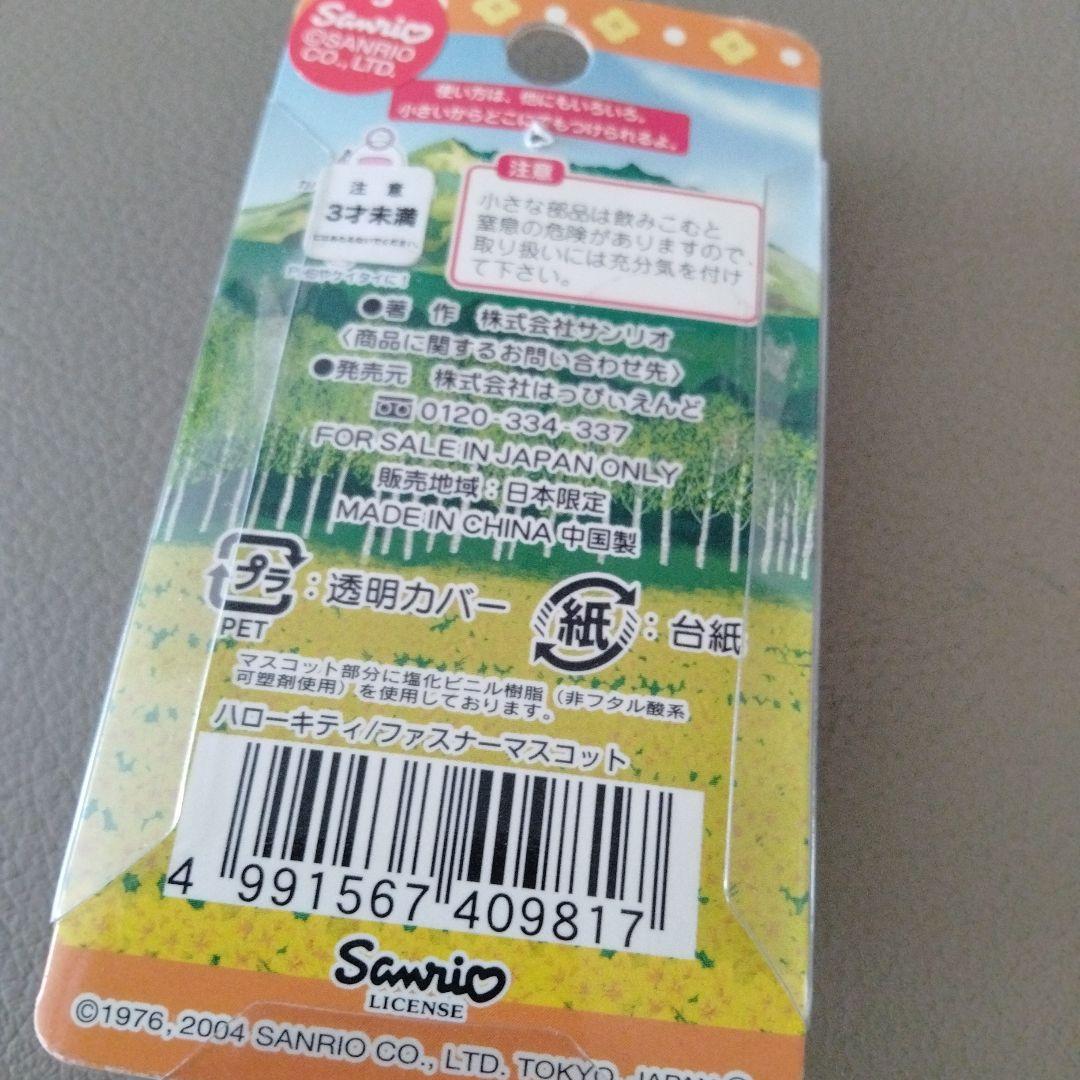 Sanrio
©SANRIO
CO., LTD.
使い方は、他にもいろいろ。
小さいからどこにでもつけられるよ。
注意
3才未満
注意
小さな部品は飲みこむと
窒息の危険がありますので、
取り扱いには充分気を付け
て下さい。
●著 作 株式会社サンリオ
〈商品に関するお問い合わせ先〉
●発売元 株式会社はっぴぃえんど
0120-334-337
FOR SALE IN JAPAN ONLY
販売地域：日本限定
MADE IN CHINA 中国製
プラ
PET
：透明カバー
紙
：台紙
マスコット部分に塩化ビニル樹脂（非フタル酸系
可塑剤使用）を使用しております。
ハローキティ/ファスナーマスコット
4 991567 409817
Sanrio
LICENSE
©1976, 2004 SANRIO CO., LTD. TOKYO, JAPAN